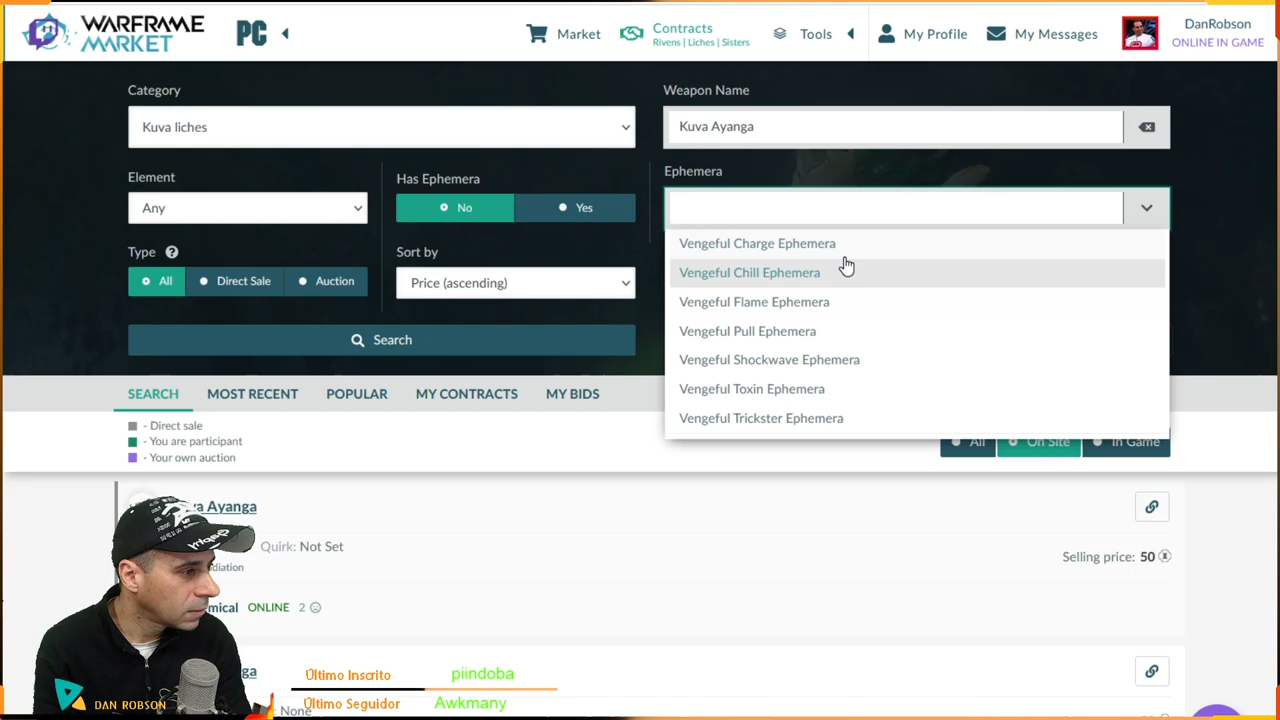 WARFRAME
MARKET
PC
Market
Contracts
Rivens | Liches | Sisters
Tools
My Profile
My Messages
DanRobson
ONLINE IN GAME
Category
Kuva liches
Weapon Name
Kuva Ayanga
Element
Any
Has Ephemera
No
Yes
Ephemera
Vengeful Charge Ephemera
Vengeful Chill Ephemera
Vengeful Flame Ephemera
Vengeful Pull Ephemera
Vengeful Shockwave Ephemera
Vengeful Toxin Ephemera
Vengeful Trickster Ephemera
Type
All
Direct Sale
Auction
Sort by
Price (ascending)
Search
SEARCH
MOST RECENT
POPULAR
MY CONTRACTS
MY BIDS
- Direct sale
- You are participant
- Your own auction
All
On Site
In Game
va Ayanga
Quirk: Not Set
diation
Selling price: 50
mical
ONLINE
2
ga
None
Último Inscrito
piindoba
Último Seguidor
Awkmany
DAN ROBSON